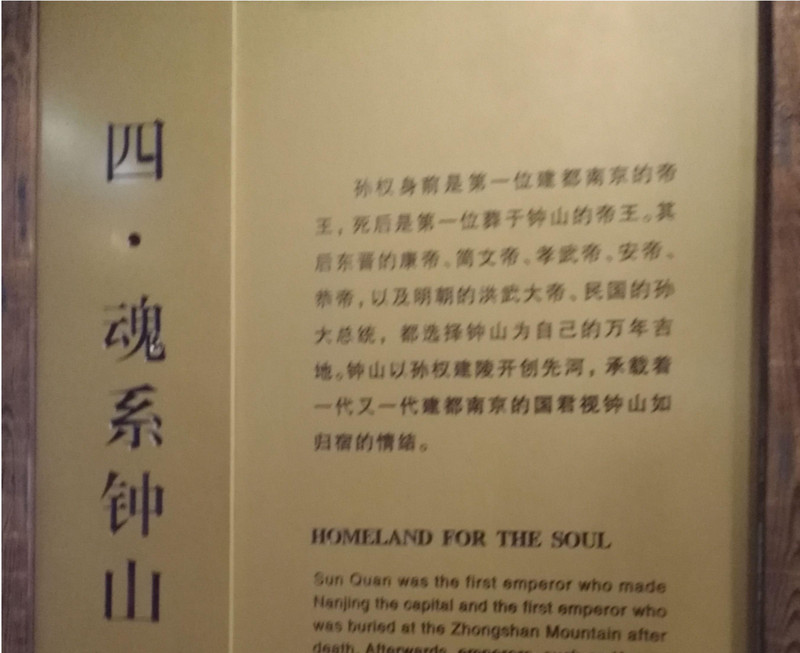 四·魂系钟山
孙权身前是第一位建都南京的帝
王，死后是第一位葬于钟山的帝王。其
后东晋的康帝、简文帝、孝武帝、安帝、
恭帝，以及明朝的洪武大帝、民国的孙
大总统，都选择钟山为自己的万年吉
地。钟山以孙权建陵开创先河，承载着
一代又一代建都南京的国君视钟山如
归宿的情结。
HOMELAND FOR THE SOUL
Sun Quan was the first emperor who made
Nanjing the capital and the first emperor who
was buried at the Zhongshan Mountain after
death. Afterwards, emperors